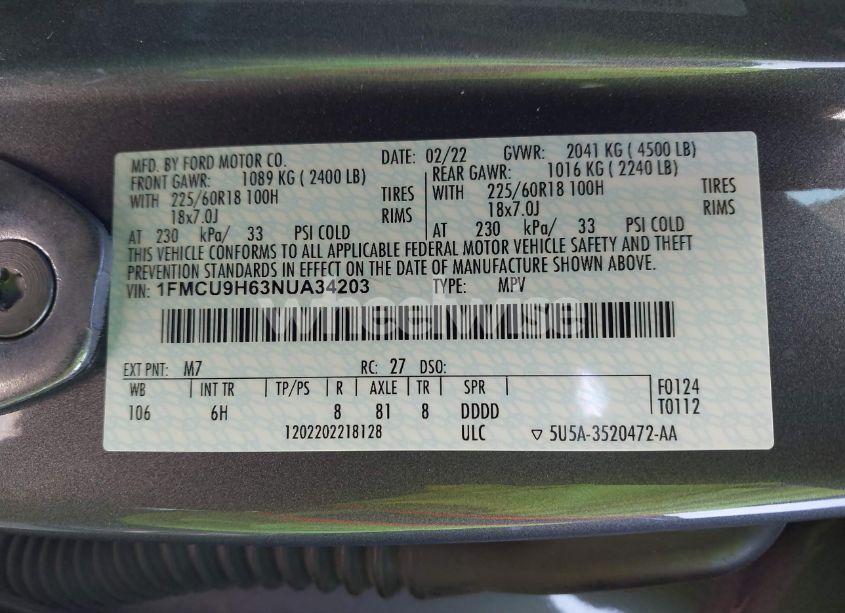 MFD. BY FORD MOTOR CO. DATE: 02/22 GVWR: 2041 KG ( 4500 LB)
FRONT GAWR: 1089 KG ( 2400 LB) REAR GAWR: 1016 KG ( 2240 LB)
WITH 225/60R18 100H TIRES WITH 225/60R18 100H TIRES
18x7.0J RIMS 18x7.0J RIMS
AT 230 kPa/ 33 PSI COLD AT 230 kPa/ 33 PSI COLD
THIS VEHICLE CONFORMS TO ALL APPLICABLE FEDERAL MOTOR VEHICLE SAFETY AND THEFT
PREVENTION STANDARDS IN EFFECT ON THE DATE OF MANUFACTURE SHOWN ABOVE.
VIN: 1FMCU9H63NUA34203 TYPE: MPV
wheelwise
EXT PNT: M7 RC: 27 DSO:
WB INT TR TP/PS R AXLE TR SPR F0124
106 6H 8 81 8 DDDD T0112
1202202218128 ULC ▽ 5U5A-3520472-AA